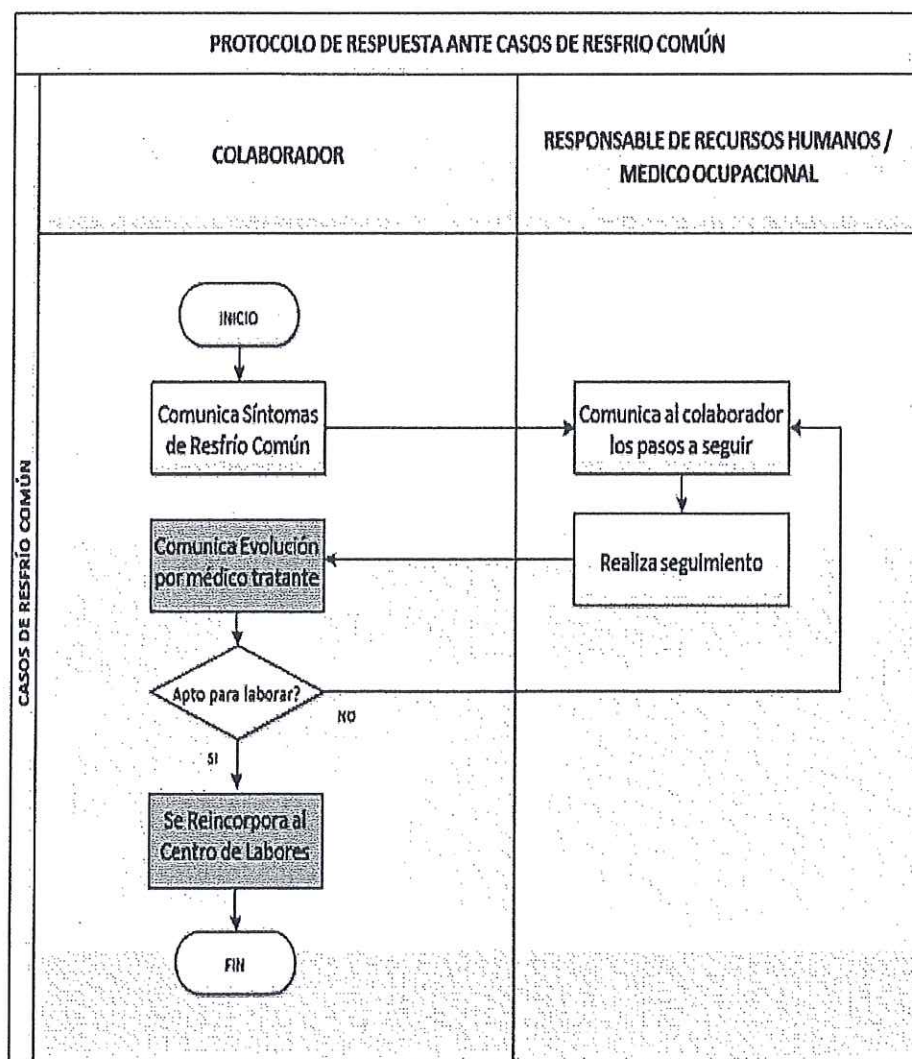 PROTOCOLO DE RESPUESTA ANTE CASOS DE RESFRIO COMÚN
COLABORADOR
RESPONSABLE DE RECURSOS HUMANOS /
MEDICO OCUPACIONAL
CASOS DE RESFRÍO COMÚN
INICIO
Comunica Síntomas
de Resfrío Común
Comunica al colaborador
los pasos a seguir
Comunica Evolución
por médico tratante
Realiza seguimiento
Apto para laborar?
NO
SI
Se Reincorpora al
Centro de Labores
FIN